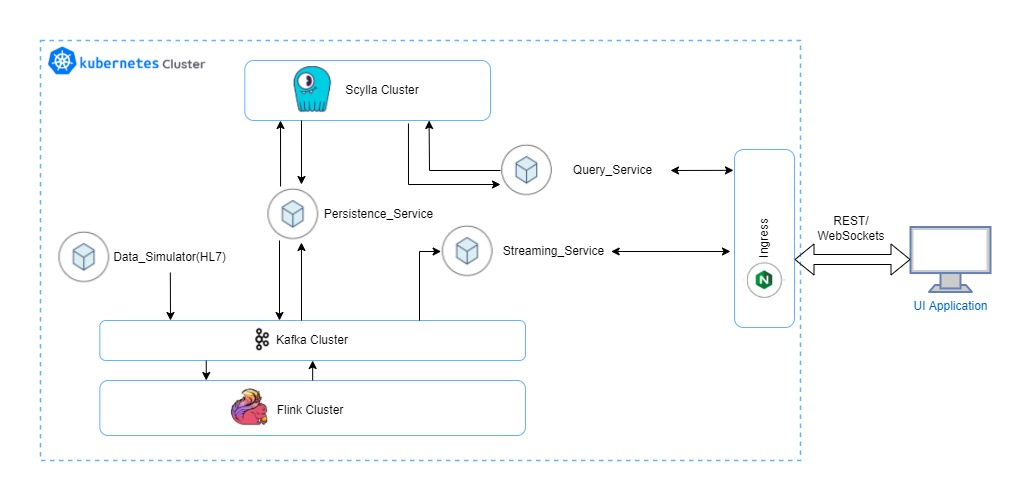 kubernetes Cluster
Scylla Cluster
Query_Service
Persistence_Service
Streaming_Service
Data_Simulator(HL7)
Kafka Cluster
Flink Cluster
Ingress
N
REST/
WebSockets
UI Application